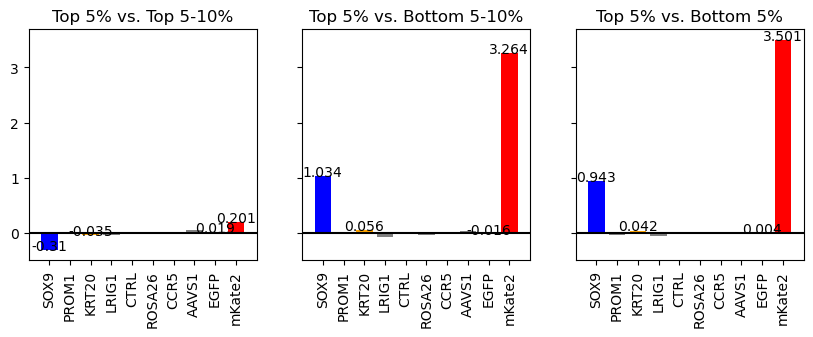 Top 5% vs. Top 5-10%
Top 5% vs. Bottom 5-10%
Top 5% vs. Bottom 5%
3
2
1
0
-0.31
-0.035
0.019
0.201
1.034
0.056
-0.016
3.264
0.943
0.042
0.004
3.501
SOX9
PROM1
KRT20
LRIG1
CTRL
ROSA26
CCR5
AAVS1
EGFP
mKate2
SOX9
PROM1
KRT20
LRIG1
CTRL
ROSA26
CCR5
AAVS1
EGFP
mKate2
SOX9
PROM1
KRT20
LRIG1
CTRL
ROSA26
CCR5
AAVS1
EGFP
mKate2